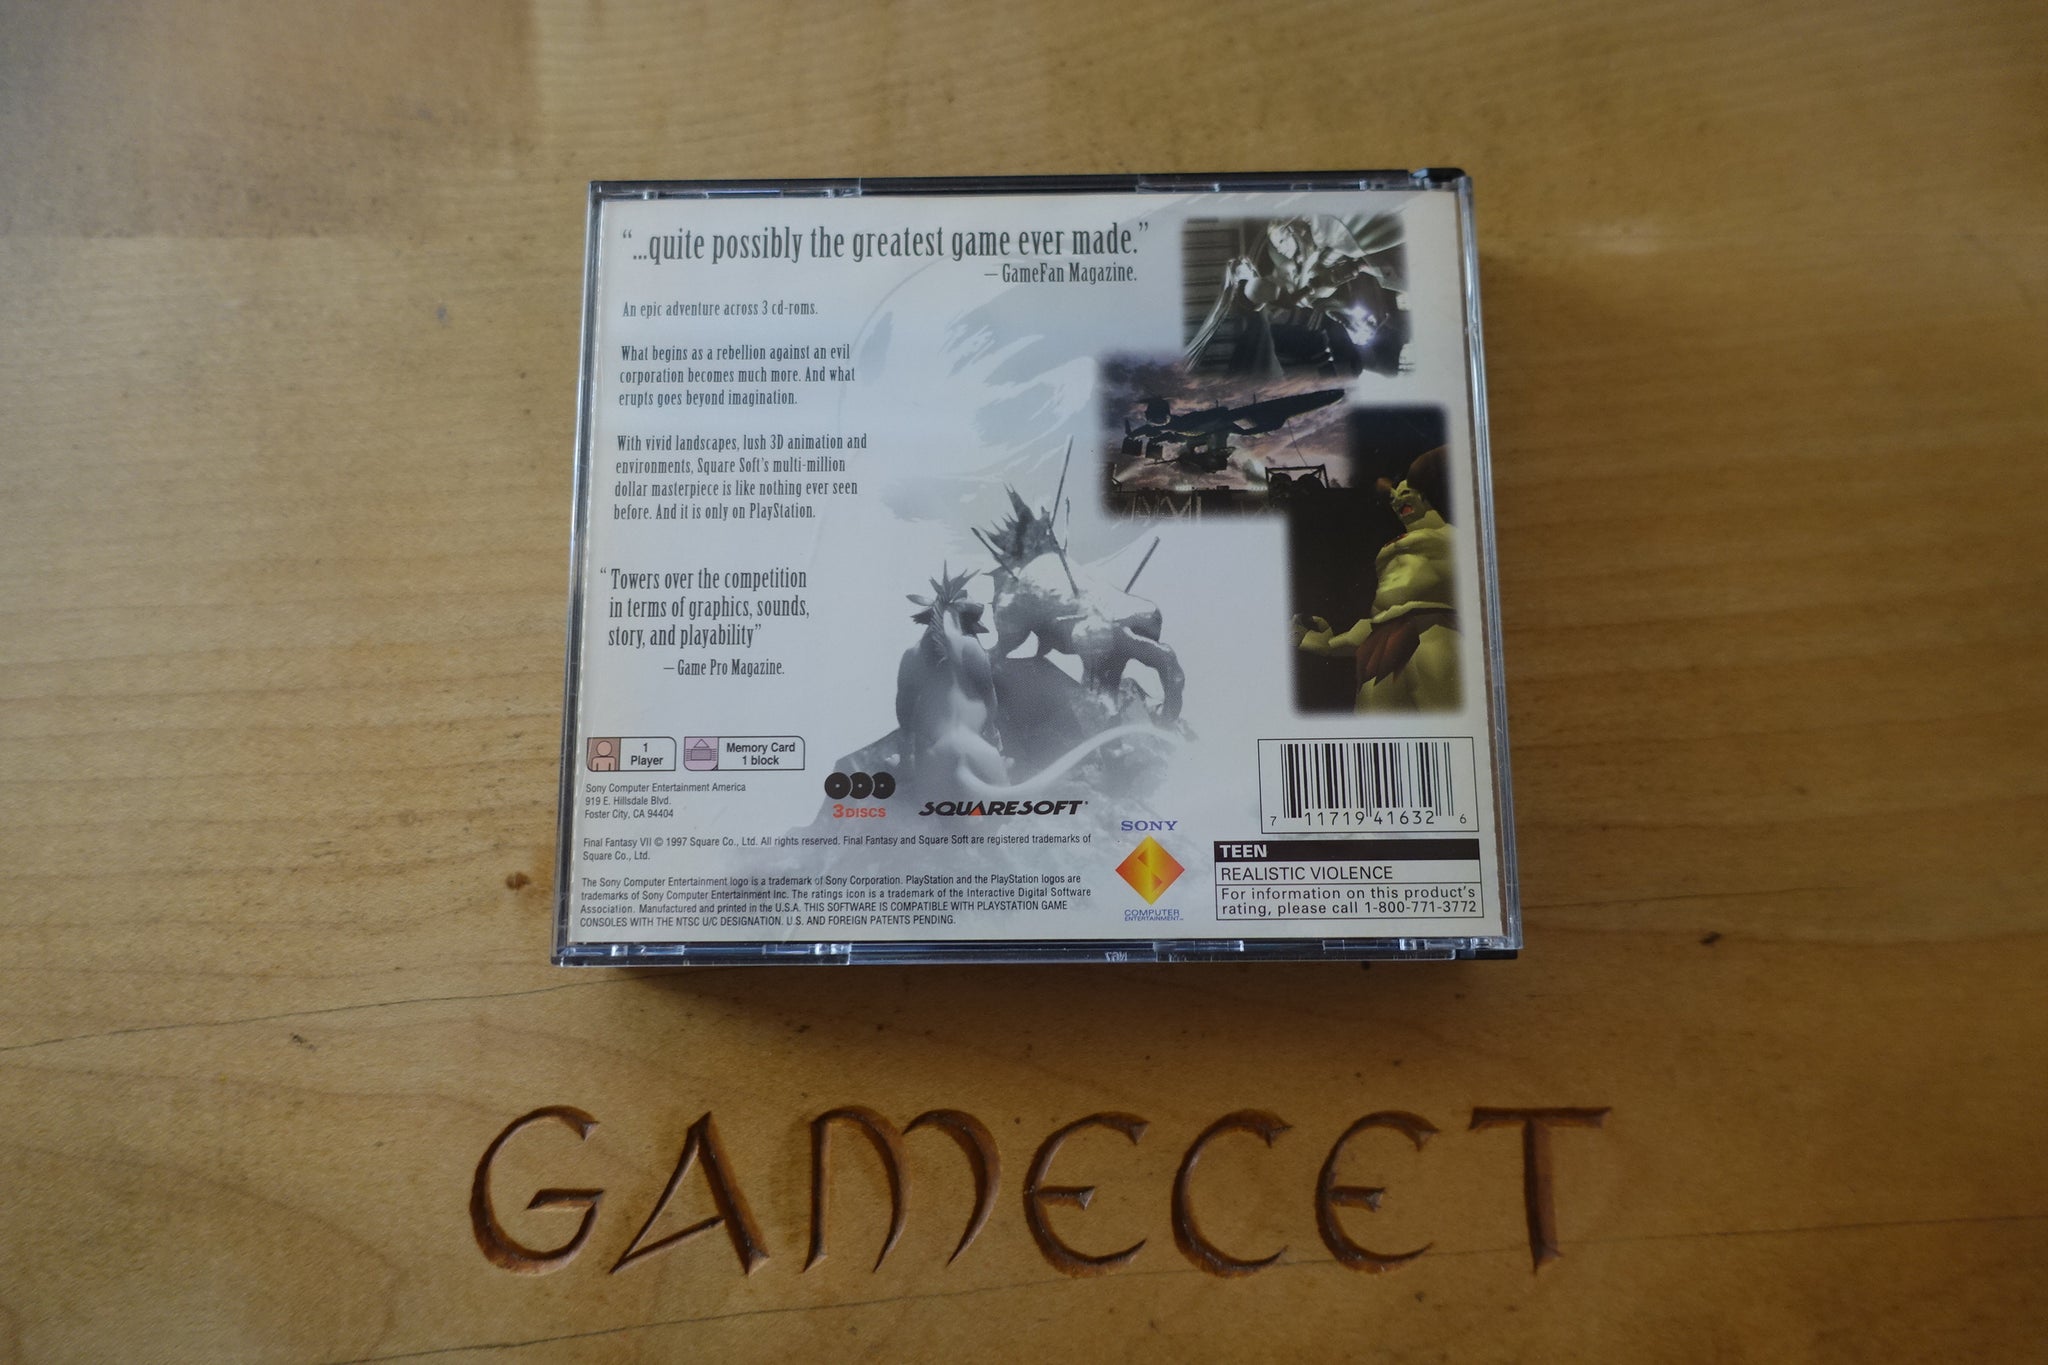 “...quite possibly the greatest game ever made.”
— GameFan Magazine.
An epic adventure across 3 cd-roms.
What begins as a rebellion against an evil
corporation becomes much more. And what
erupts goes beyond imagination.
With vivid landscapes, lush 3D animation and
environments, Square Soft's multi-million
dollar masterpiece is like nothing ever seen
before. And it is only on PlayStation.
“Towers over the competition
in terms of graphics, sounds,
story, and playability”
— Game Pro Magazine.
1
Player
Memory Card
1 block
Sony Computer Entertainment America
919 E. Hillsdale Blvd.
Foster City, CA 94404
3 DISCS
SQUARESOFT®
Final Fantasy VII © 1997 Square Co., Ltd. All rights reserved. Final Fantasy and Square Soft are registered trademarks of
Square Co., Ltd.
The Sony Computer Entertainment logo is a trademark of Sony Corporation. PlayStation and the PlayStation logos are
trademarks of Sony Computer Entertainment Inc. The ratings icon is a trademark of the Interactive Digital Software
Association. Manufactured and printed in the U.S.A. THIS SOFTWARE IS COMPATIBLE WITH PLAYSTATION GAME
CONSOLES WITH THE NTSC U/C DESIGNATION. U.S. AND FOREIGN PATENTS PENDING.
SONY
COMPUTER
ENTERTAINMENT™
7 11719 41632 6
TEEN
REALISTIC VIOLENCE
For information on this product's
rating, please call 1-800-771-3772
GAMECET